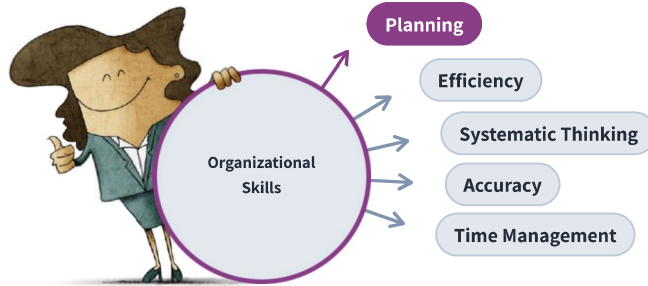 Planning
Efficiency
Systematic Thinking
Organizational
Skills
Accuracy
Time Management